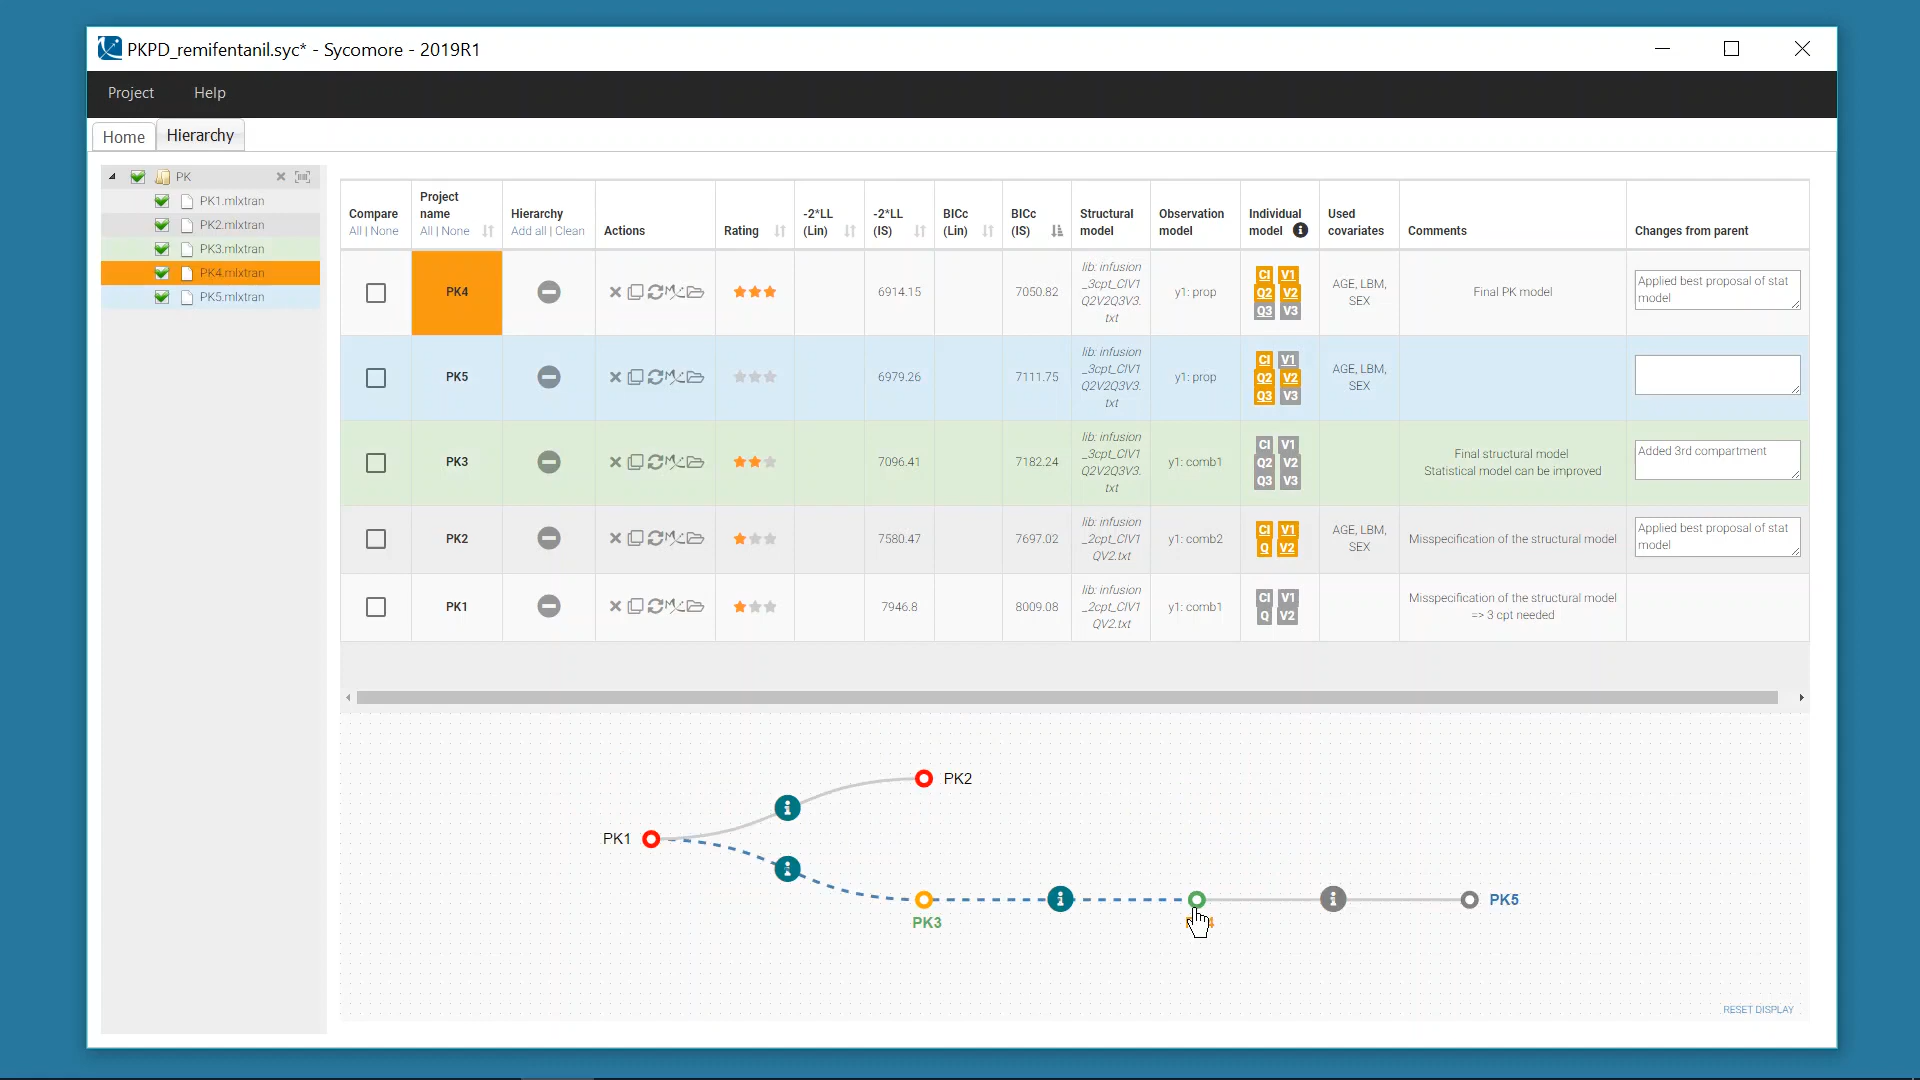 PKPD_remifentanil.syc* - Sycomore - 2019R1
Project Help
Home Hierarchy
PK
PK1.mlxtran
PK2.mlxtran
PK3.mlxtran
PK4.mlxtran
PK5.mlxtran
Compare
All | None
Project
name
All | None
Hierarchy
Add all | Clean
Actions
Rating
-2*LL
(Lin)
-2*LL
(IS)
BICc
(Lin)
BICc
(IS)
Structural
model
Observation
model
Individual
model
Used
covariates
Comments
Changes from parent
PK4
6914.15
7050.82
lib: infusion
_3cpt_ClV1
Q2V2Q3V3.
txt
y1: prop
Cl V1
Q2 V2
Q3 V3
AGE, LBM,
SEX
Final PK model
Applied best proposal of stat
model
PK5
6979.26
7111.75
lib: infusion
_3cpt_ClV1
Q2V2Q3V3.
txt
y1: prop
Cl V1
Q2 V2
Q3 V3
AGE, LBM,
SEX
PK3
7096.41
7182.24
lib: infusion
_3cpt_ClV1
Q2V2Q3V3.
txt
y1: comb1
Cl V1
Q2 V2
Q3 V3
Final structural model
Statistical model can be improved
Added 3rd compartment
PK2
7580.47
7697.02
lib: infusion
_2cpt_ClV1
QV2.txt
y1: comb2
Cl V1
Q V2
AGE, LBM,
SEX
Misspecification of the structural model
Applied best proposal of stat
model
PK1
7946.8
8009.08
lib: infusion
_2cpt_ClV1
QV2.txt
y1: comb1
Cl V1
Q V2
Misspecification of the structural model
=> 3 cpt needed
PK2
PK1
PK3
PK5
RESET DISPLAY